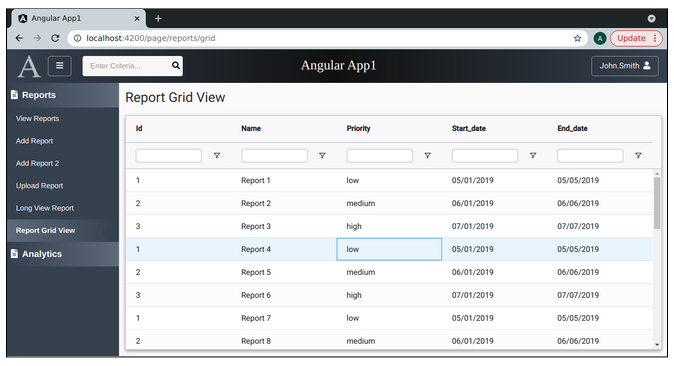 Angular App1
localhost:4200/page/reports/grid
A
Update
A
Enter Criteria...
Angular App1
John.Smith
Reports
View Reports
Add Report
Add Report 2
Upload Report
Long View Report
Report Grid View
Analytics
Report Grid View
Id Name Priority Start_date End_date
1 Report 1 low 05/01/2019 05/05/2019
2 Report 2 medium 06/01/2019 06/06/2019
3 Report 3 high 07/01/2019 07/07/2019
1 Report 4 low 05/01/2019 05/05/2019
2 Report 5 medium 06/01/2019 06/06/2019
3 Report 6 high 07/01/2019 07/07/2019
1 Report 7 low 05/01/2019 05/05/2019
2 Report 8 medium 06/01/2019 06/06/2019